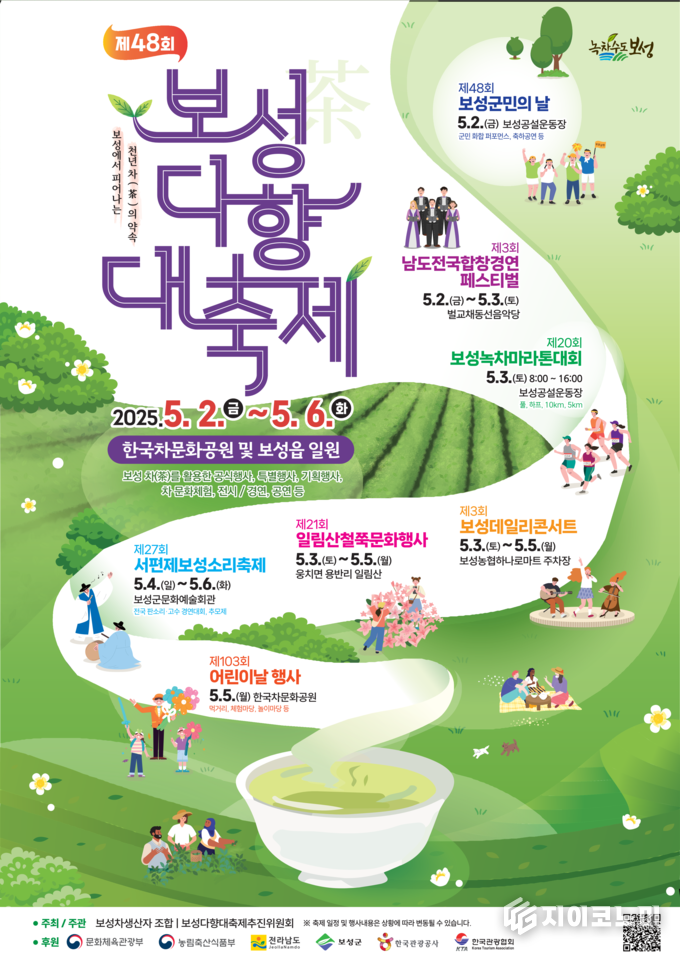 제48회
보성
다향
대축제
茶
보성에서 피어나는
천년 차(茶)의 약속
녹차수도 보성
제48회
보성군민의 날
5.2.(금) 보성공설운동장
군민 화합 퍼포먼스, 축하공연 등
제3회
남도전국합창경연
페스티벌
5.2.(금) ~ 5.3.(토)
벌교채동선음악당
제20회
보성녹차마라톤대회
5.3.(토) 8:00 ~ 16:00
보성공설운동장
풀, 하프, 10km, 5km
2025. 5. 2. 금 ~ 5. 6. 화
한국차문화공원 및 보성읍 일원
보성 차(茶)를 활용한 공식행사, 특별행사, 기획행사,
차 문화체험, 전시 / 경연, 공연 등
제3회
보성데일리콘서트
5.3.(토) ~ 5.5.(월)
보성농협하나로마트 주차장
제21회
일림산철쭉문화행사
5.3.(토) ~ 5.5.(월)
웅치면 용반리 일림산
제27회
서편제보성소리축제
5.4.(일) ~ 5.6.(화)
보성군문화예술회관
전국 판소리·고수 경연대회, 추모제
제103회
어린이날 행사
5.5.(월) 한국차문화공원
먹거리, 체험마당, 놀이마당 등
• 주최 / 주관 보성차생산자 조합 | 보성다향대축제추진위원회 ※ 축제 일정 및 행사내용은 상황에 따라 변동될 수 있습니다.
• 후원 문화체육관광부 농림축산식품부 전라남도 Jeollanamdo 보성군 한국관광공사 KTA 한국관광협회 Korea Tourism Association
지이코노미